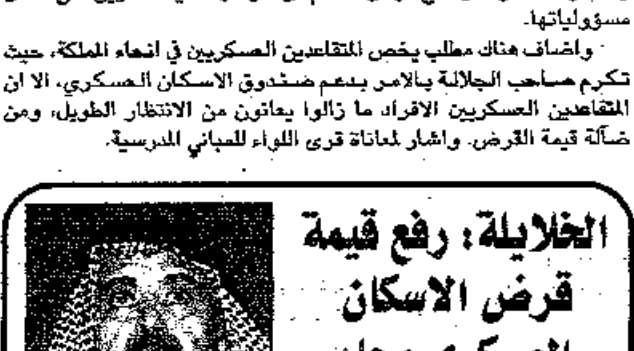 مسؤولياتها.
واضاف هناك مطلب يخص المتقاعدين العسكريين في انحاء المملكة، حيث
تكرم صاحب الجلالة بالامر بدعم صندوق الاسكان العسكري، الا ان
المتقاعدين العسكريين الافراد ما زالوا يعانون من الانتظار الطويل، ومن
ضآلة قيمة القرض. واشار لمعاناة قرى اللواء للمباني المدرسية.
الخلايلة: رفع قيمة
قرض الاسكان